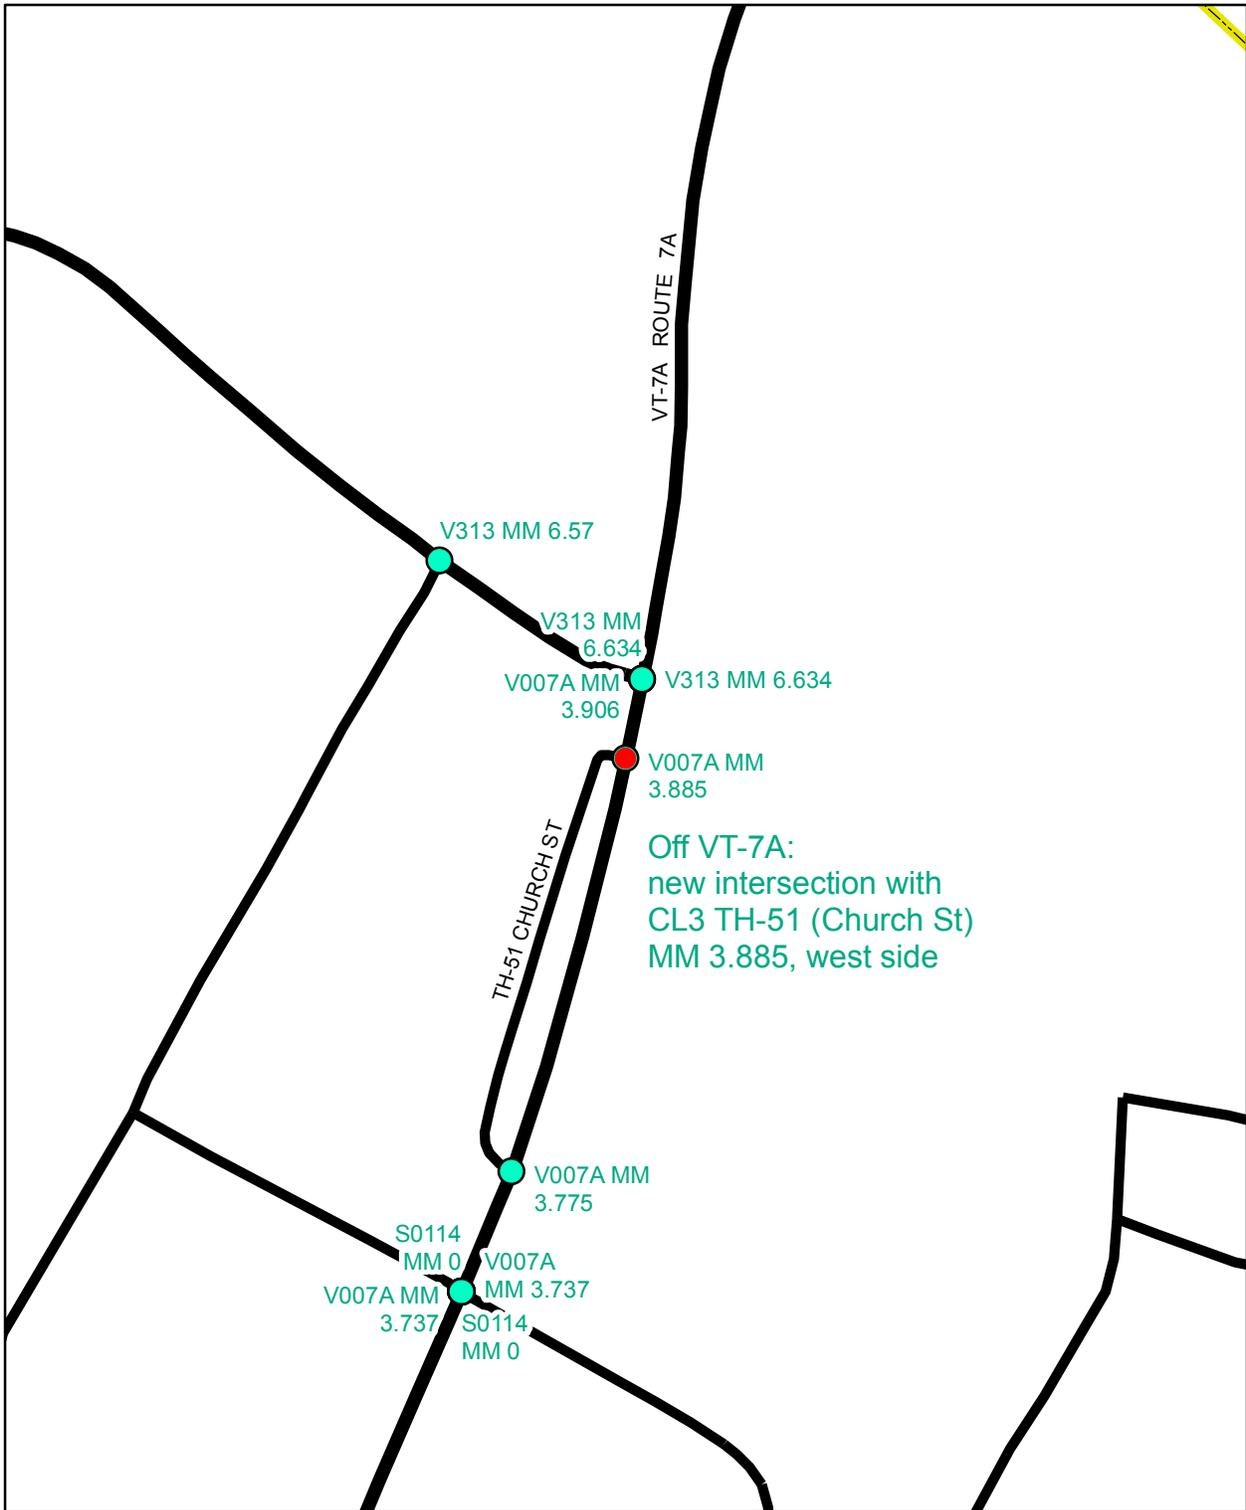 VT-7A ROUTE 7A
V313 MM 6.57
V313 MM
6.634
V007A MM
3.906
V313 MM 6.634
V007A MM
3.885
Off VT-7A:
new intersection with
CL3 TH-51 (Church St)
MM 3.885, west side
TH-51 CHURCH ST
V007A MM
3.775
S0114
MM 0
V007A
MM 3.737
V007A MM
3.737
S0114
MM 0